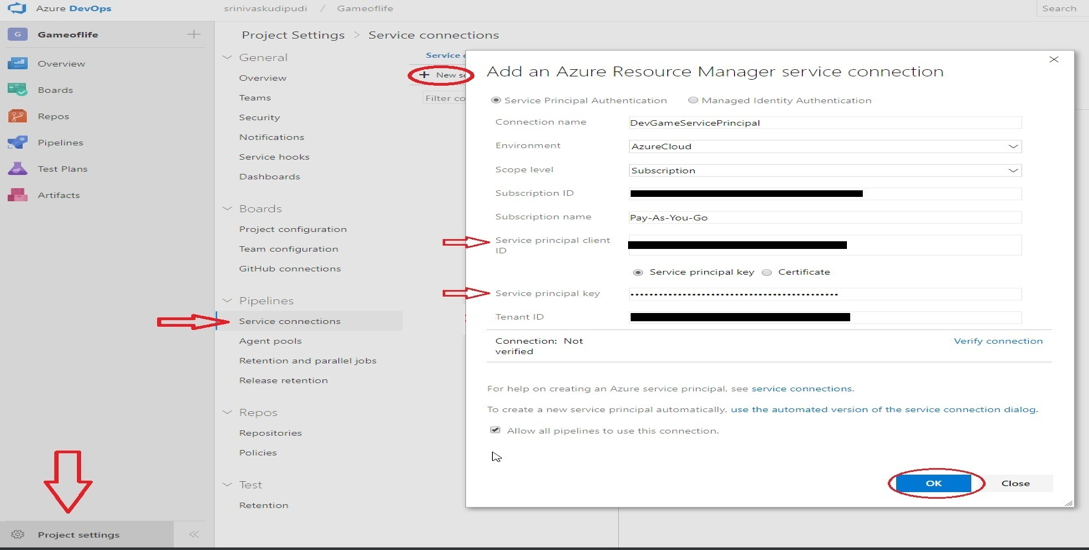 Azure DevOps
srinivaskudipudi / Gameoflife
Search
G Gameoflife
Overview
Boards
Repos
Pipelines
Test Plans
Artifacts
Project settings
Project Settings > Service connections
General
Overview
Teams
Security
Notifications
Service hooks
Dashboards
Boards
Project configuration
Team configuration
GitHub connections
Pipelines
Service connections
Agent pools
Retention and parallel jobs
Release retention
Repos
Repositories
Policies
Test
Retention
Service
+ New se
Filter co
Add an Azure Resource Manager service connection
Service Principal Authentication Managed Identity Authentication
Connection name DevGameServicePrincipal
Environment AzureCloud
Scope level Subscription
Subscription ID
Subscription name Pay-As-You-Go
Service principal client
ID
Service principal key Certificate
Service principal key
Tenant ID
Connection: Not
verified
Verify connection
For help on creating an Azure service principal, see service connections.
To create a new service principal automatically, use the automated version of the service connection dialog.
Allow all pipelines to use this connection.
OK Close